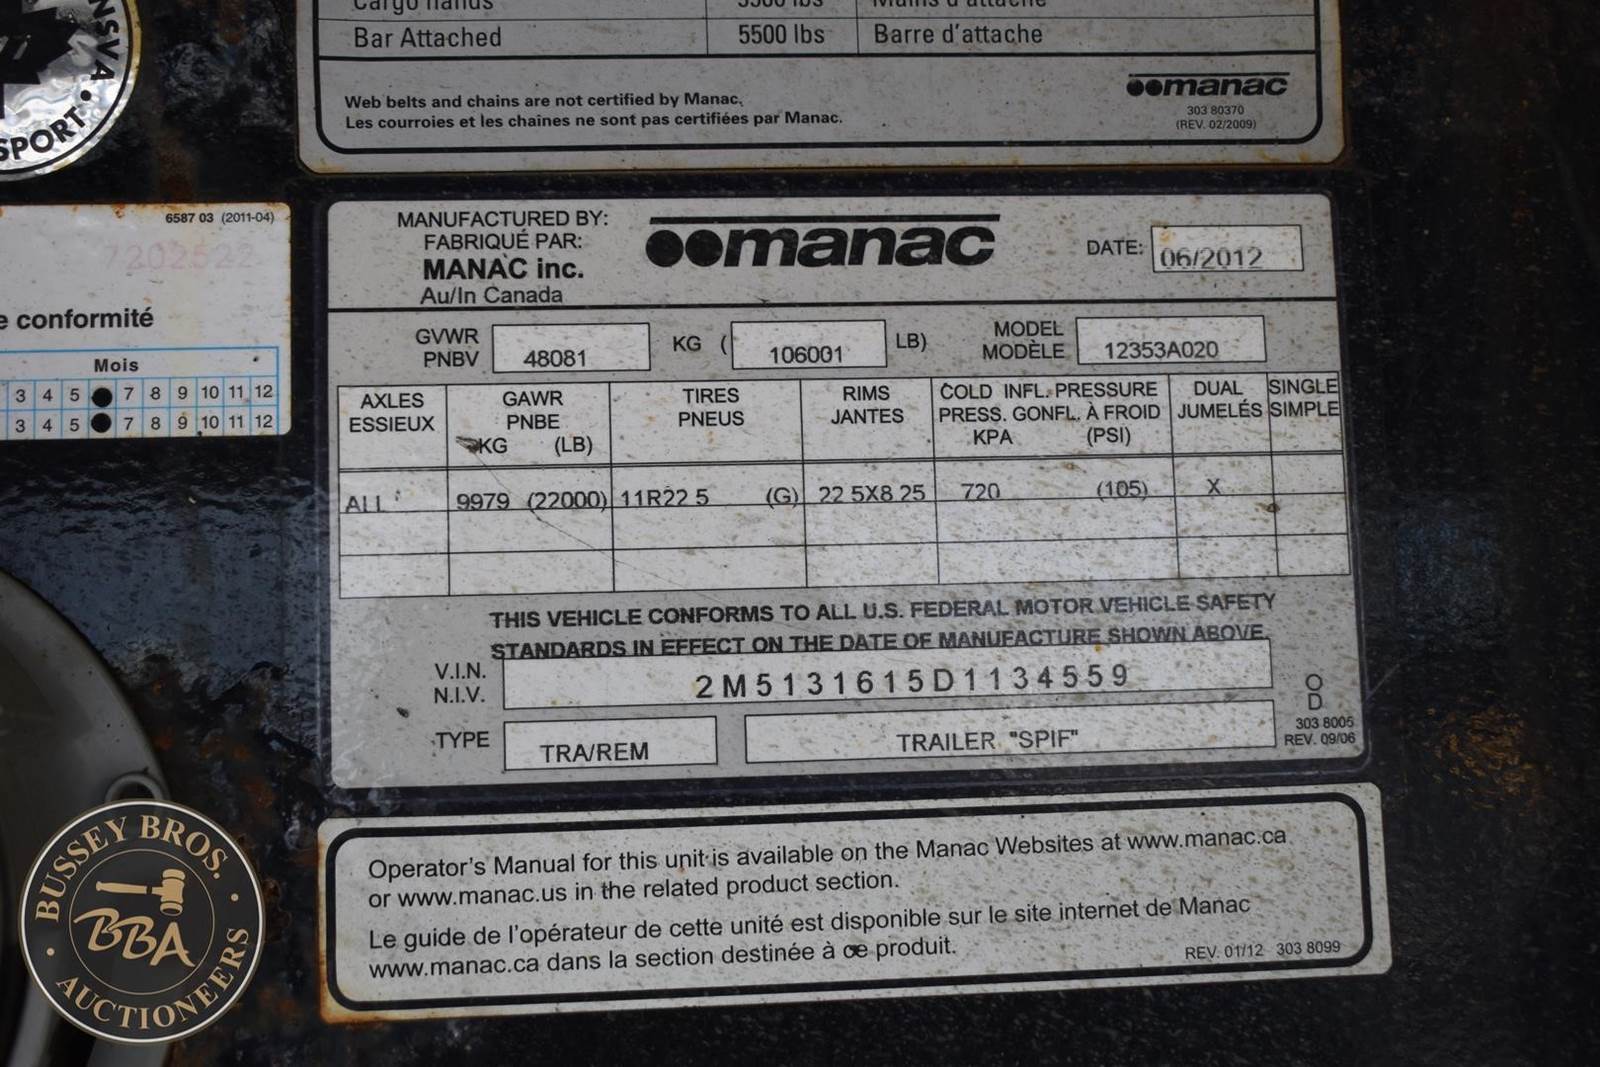 Bar Attached 5500 lbs Barre d'attache
Web belts and chains are not certified by Manac,
Les courroies et les chaînes ne sont pas certifiées par Manac.
manac
303 80370
(REV. 02/2009)
SPORT
6587 03 (2011-04)
7202522
conformité
Mois
3 4 5 7 8 9 10 11 12
3 4 5 7 8 9 10 11 12
MANUFACTURED BY:
FABRIQUÉ PAR:
MANAC inc.
Au/In Canada
manac
DATE: 06/2012
GVWR
PNBV
48081 KG ( 106001 LB)
MODEL
MODÈLE
12353A020
AXLES
ESSIEUX
GAWR
PNBE
KG (LB)
TIRES
PNEUS
RIMS
JANTES
COLD INFL. PRESSURE
PRESS. GONFL. À FROID
KPA (PSI)
DUAL
JUMELÉS
SINGLE
SIMPLE
ALL 9979 (22000) 11R22 5 (G) 22 5X8 25 720 (105) X
THIS VEHICLE CONFORMS TO ALL U.S. FEDERAL MOTOR VEHICLE SAFETY
STANDARDS IN EFFECT ON THE DATE OF MANUFACTURE SHOWN ABOVE.
V.I.N.
N.I.V.
2M5131615D1134559
TYPE TRA/REM TRAILER "SPIF"
O
D
303 8005
REV. 09/06
Operator's Manual for this unit is available on the Manac Websites at www.manac.ca
or www.manac.us in the related product section.
Le guide de l'opérateur de cette unité est disponible sur le site internet de Manac
www.manac.ca dans la section destinée à ce produit.
REV. 01/12 303 8099
BUSSEY BROS.
BBA
AUCTIONEERS